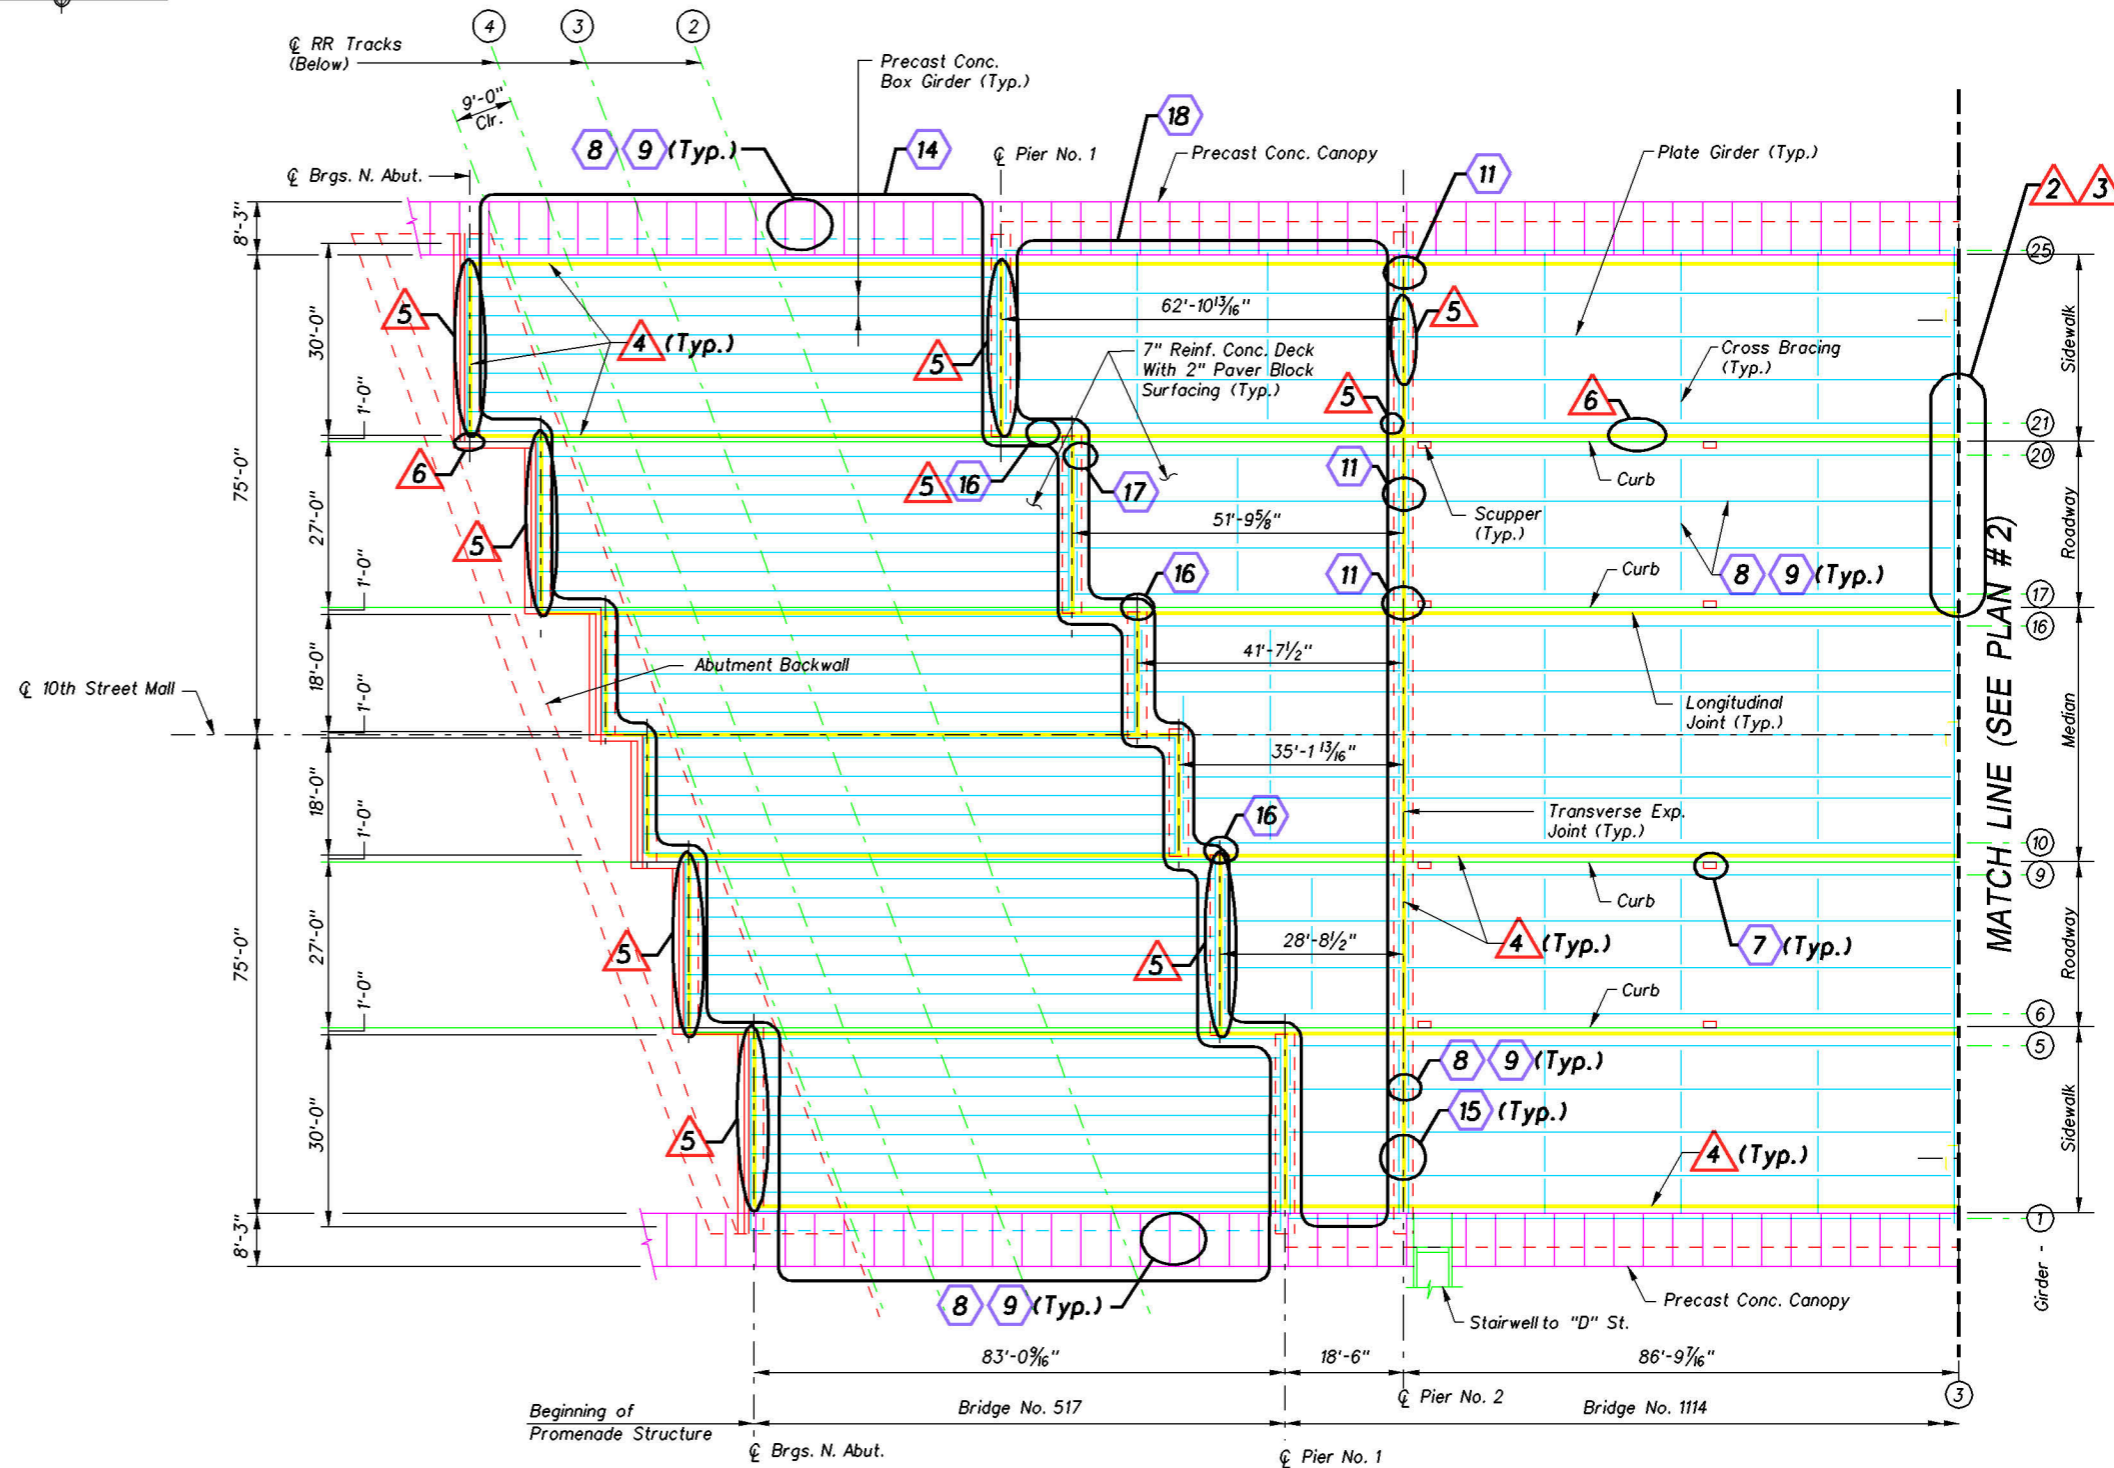 4
3
2
℄ RR Tracks
(Below)
9'-0"
Clr.
Precast Conc.
Box Girder (Typ.)
8 9 (Typ.)
14
18
℄ Pier No. 1
Precast Conc. Canopy
11
Plate Girder (Typ.)
2 3
℄ Brgs. N. Abut.
8'-3"
25
30'-0"
5
4 (Typ.)
5
62'-10 13/16"
5
7" Reinf. Conc. Deck
With 2" Paver Block
Surfacing (Typ.)
Cross Bracing
(Typ.)
Sidewalk
1'-0"
5
6
21
20
6
75'-0"
5 16
17
11
Curb
27'-0"
5
51'-9 5/8"
Scupper
(Typ.)
Roadway
MATCH LINE (SEE PLAN # 2)
1'-0"
16
11
Curb
8 9 (Typ.)
17
16
18'-0"
Abutment Backwall
41'-7 1/2"
℄ 10th Street Mall
1'-0"
Longitudinal
Joint (Typ.)
Median
35'-1 13/16"
18'-0"
16
Transverse Exp.
Joint (Typ.)
1'-0"
10
9
75'-0"
27'-0"
5
5
28'-8 1/2"
Curb
4 (Typ.)
7 (Typ.)
Roadway
1'-0"
Curb
6
5
8 9 (Typ.)
30'-0"
5
15 (Typ.)
4 (Typ.)
Sidewalk
8'-3"
1
Girder -
8 9 (Typ.)
Precast Conc. Canopy
Stairwell to "D" St.
83'-0 9/16"
18'-6"
86'-9 7/16"
3
Beginning of
Promenade Structure
Bridge No. 517
℄ Pier No. 2
Bridge No. 1114
℄ Brgs. N. Abut.
℄ Pier No. 1